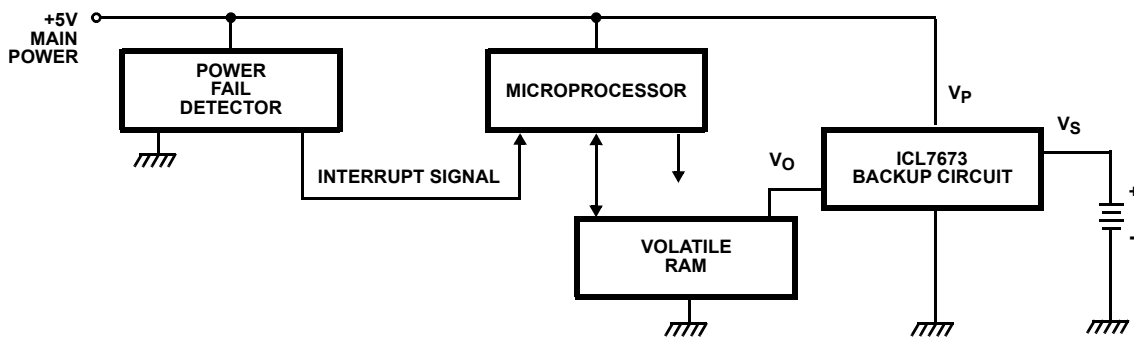 +5V
MAIN
POWER
POWER
FAIL
DETECTOR
MICROPROCESSOR
VP
VS
ICL7673
BACKUP CIRCUIT
VO
INTERRUPT SIGNAL
+
-
VOLATILE
RAM